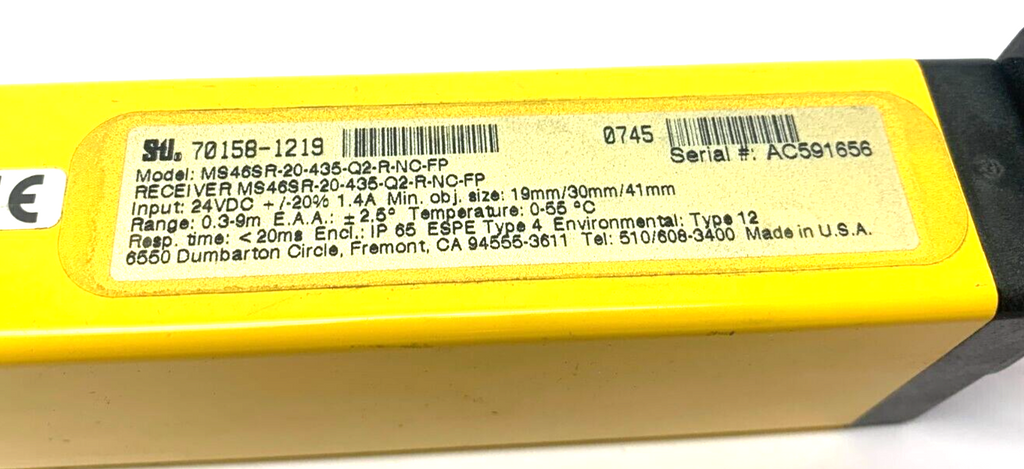 STI. 70158-1219 0745
Serial #: AC591656
Model: MS46SR-20-435-Q2-R-NC-FP
RECEIVER MS46SR-20-435-Q2-R-NC-FP
Input: 24VDC +/-20% 1.4A Min. obj. size: 19mm/30mm/41mm
Range: 0.3-9m E.A.A.: ± 2.5° Temperature: 0-55 °C
Resp. time: < 20ms Encl.: IP 65 ESPE Type 4 Environmental: Type 12
6550 Dumbarton Circle, Fremont, CA 94555-3611 Tel: 510/608-3400 Made in U.S.A.
CE